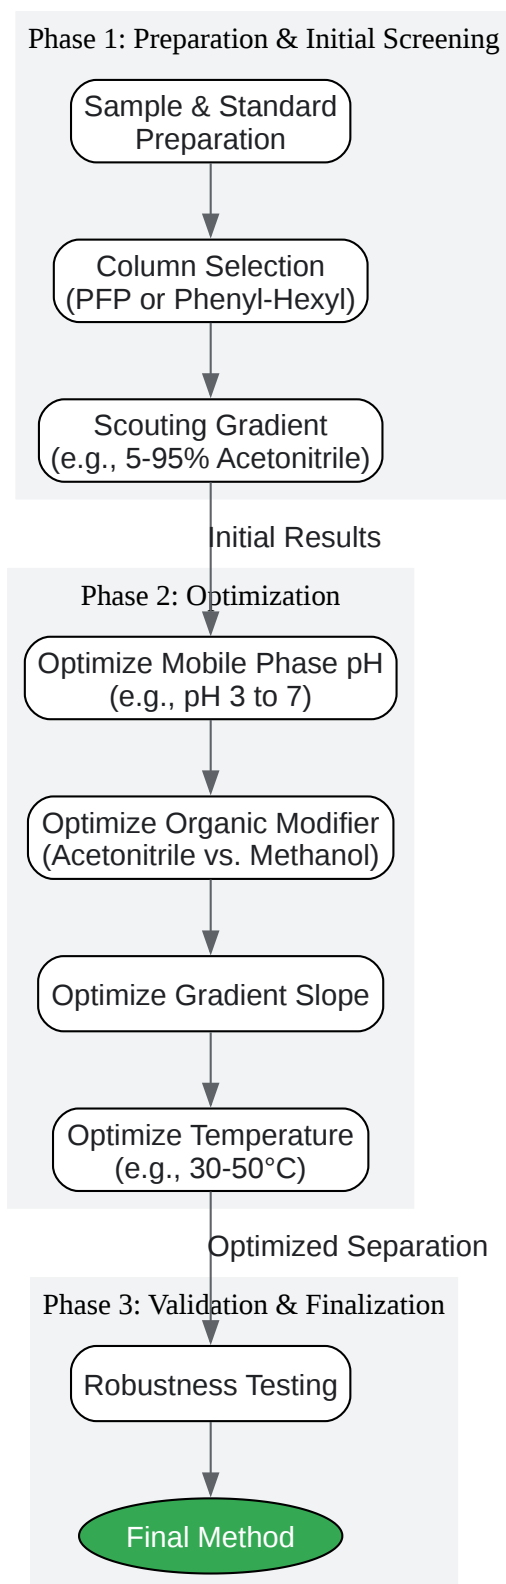 Phase 1: Preparation & Initial Screening
Sample & Standard
Preparation
Column Selection
(PFP or Phenyl-Hexyl)
Scouting Gradient
(e.g., 5-95% Acetonitrile)
Initial Results
Phase 2: Optimization
Optimize Mobile Phase pH
(e.g., pH 3 to 7)
Optimize Organic Modifier
(Acetonitrile vs. Methanol)
Optimize Gradient Slope
Optimize Temperature
(e.g., 30-50°C)
Optimized Separation
Phase 3: Validation & Finalization
Robustness Testing
Final Method